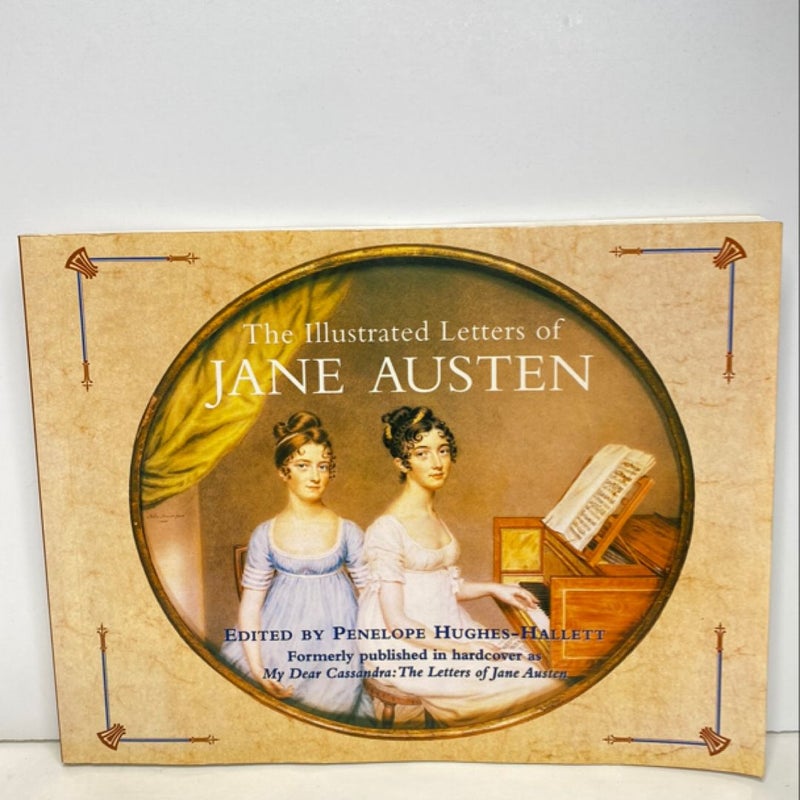 The Illustrated Letters of
JANE AUSTEN
EDITED BY PENELOPE HUGHES-HALLETT
Formerly published in hardcover as
My Dear Cassandra: The Letters of Jane Austen